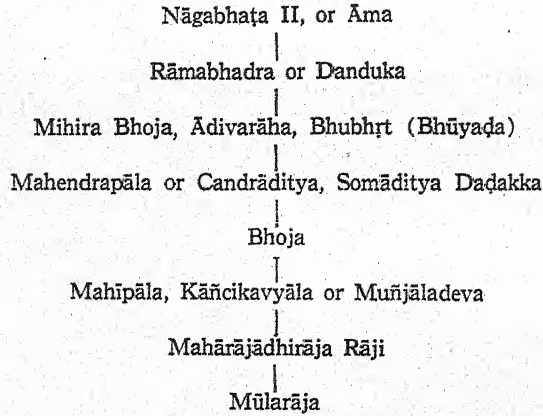 Nāgabhaṭa II, or Āma
Rāmabhadra or Danduka
Mihira Bhoja, Ādivarāha, Bhubhṛt (Bhūyaḍa)
Mahendrapāla or Candrāditya, Somāditya Daḍakka
Bhoja
Mahīpāla, Kāñcikavyāla or Muñjāladeva
Mahārājādhirāja Rāji
Mūlarāja